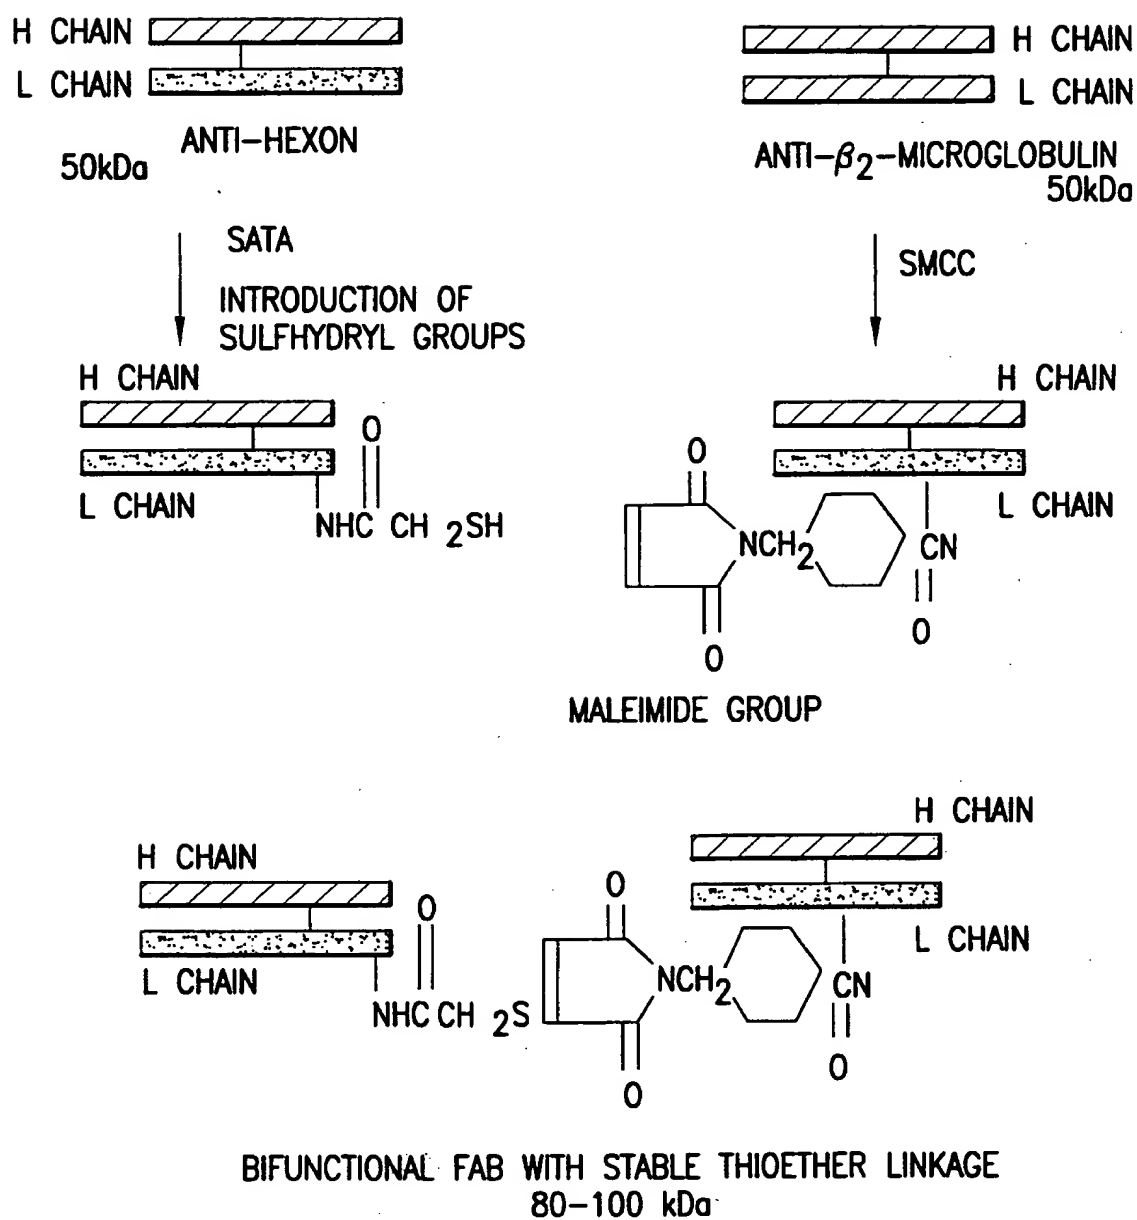 H CHAIN
L CHAIN
ANTI-HEXON
50kDa
H CHAIN
L CHAIN
ANTI-β2-MICROGLOBULIN
50kDa
SATA
INTRODUCTION OF
SULFHYDRYL GROUPS
SMCC
H CHAIN
L CHAIN
O
NHC CH 2SH
H CHAIN
L CHAIN
O
NCH2
CN
O
O
MALEIMIDE GROUP
H CHAIN
L CHAIN
O
NHC CH 2S
H CHAIN
L CHAIN
O
NCH2
CN
O
O
BIFUNCTIONAL FAB WITH STABLE THIOETHER LINKAGE
80-100 kDa